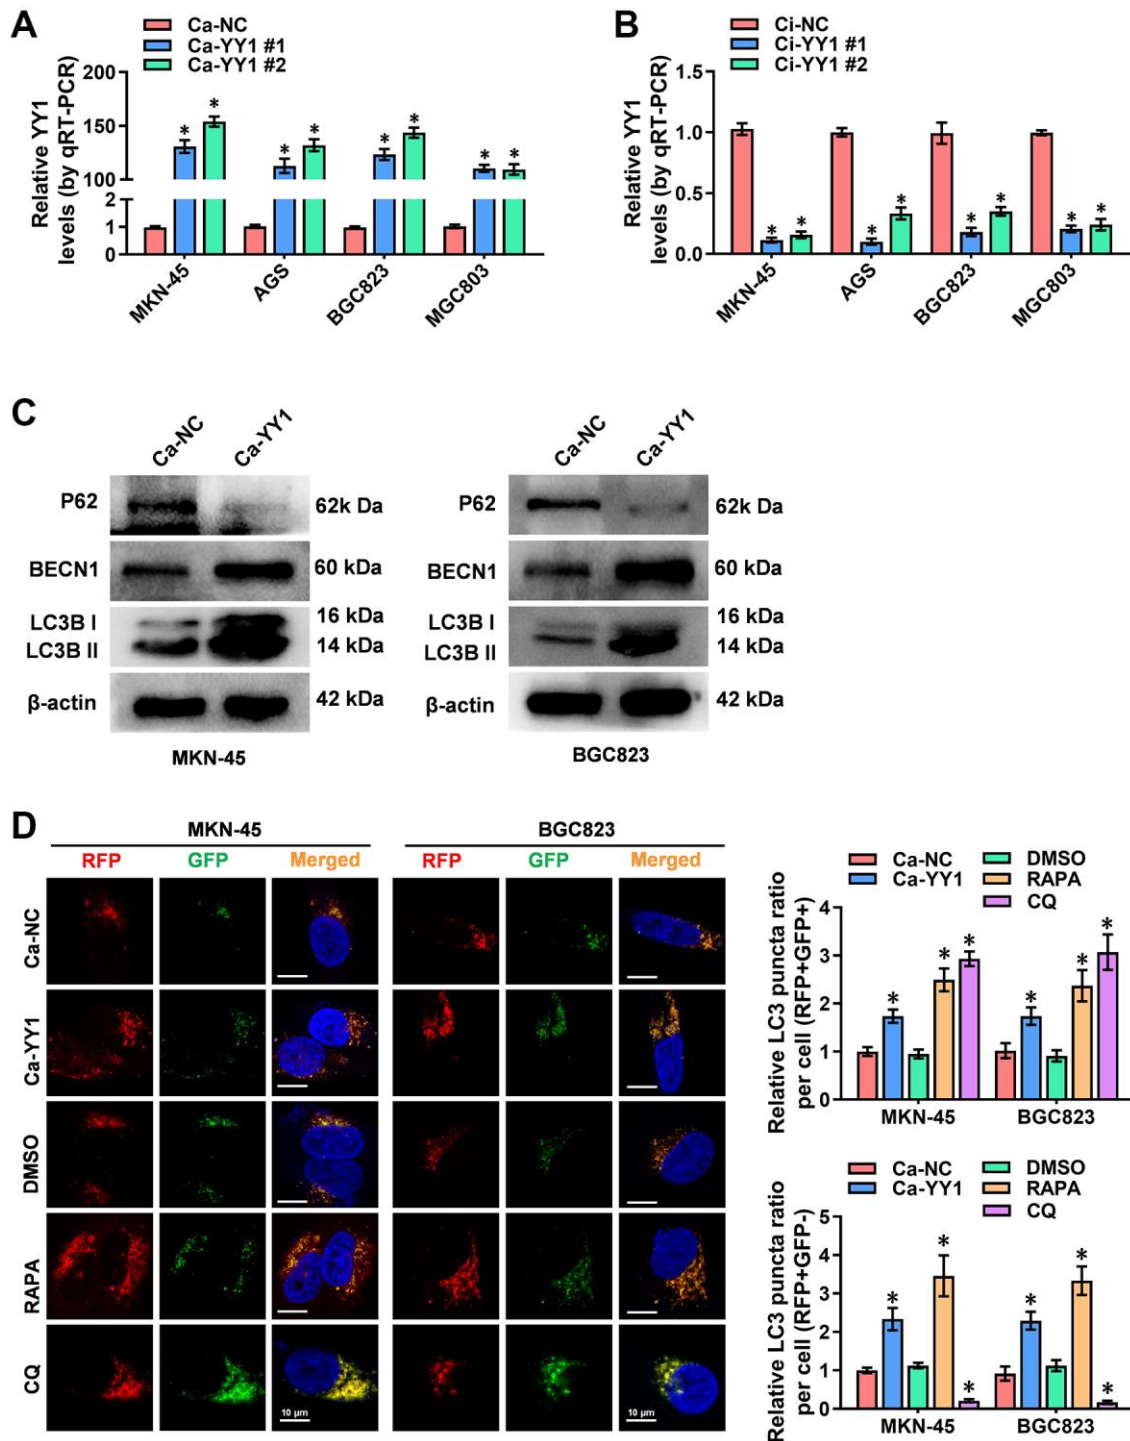 A
Ca-NC
Ca-YY1 #1
Ca-YY1 #2
Relative YY1
levels (by qRT-PCR)
200
150
100
2
1
0
* * * * * * * *
MKN-45 AGS BGC823 MGC803
B
Ci-NC
Ci-YY1 #1
Ci-YY1 #2
Relative YY1
levels (by qRT-PCR)
1.5
1.0
0.5
0.0
* * * * * * * *
MKN-45 AGS BGC823 MGC803
C
Ca-NC Ca-YY1
P62 62k Da
BECN1 60 kDa
LC3B I 16 kDa
LC3B II 14 kDa
β-actin 42 kDa
MKN-45
Ca-NC Ca-YY1
P62 62k Da
BECN1 60 kDa
LC3B I 16 kDa
LC3B II 14 kDa
β-actin 42 kDa
BGC823
D
MKN-45 BGC823
RFP GFP Merged RFP GFP Merged
Ca-NC
Ca-YY1
DMSO
RAPA
CQ
10 μm 10 μm
Ca-NC DMSO
Ca-YY1 RAPA
CQ
Relative LC3 puncta ratio
per cell (RFP+GFP+)
4
3
2
1
0
* * * * * *
MKN-45 BGC823
Ca-NC DMSO
Ca-YY1 RAPA
CQ
Relative LC3 puncta ratio
per cell (RFP+GFP-)
5
4
3
2
1
0
* * * * * *
MKN-45 BGC823